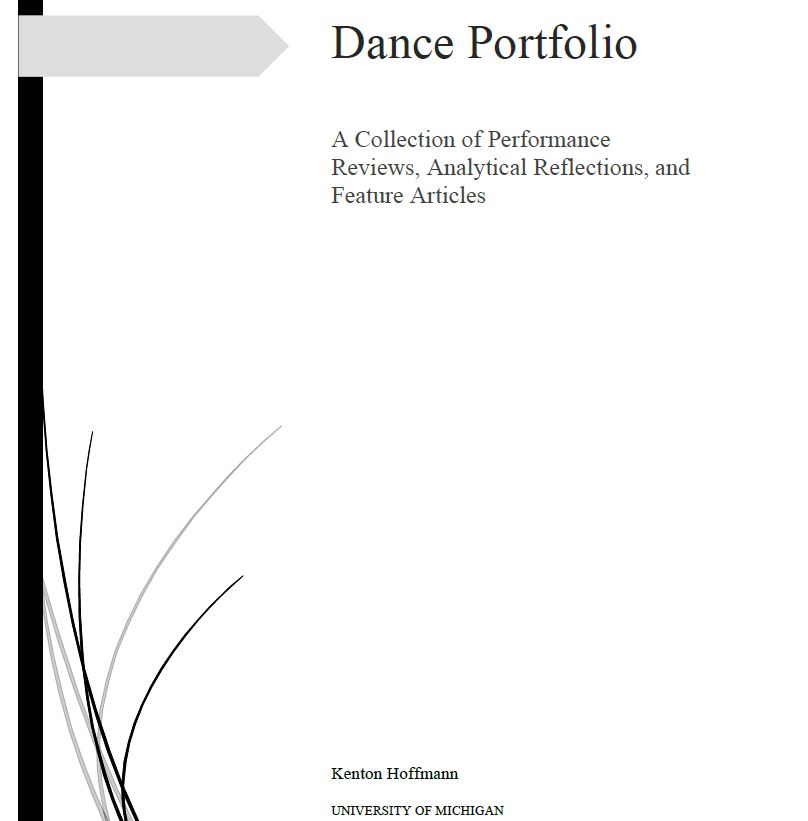 Dance Portfolio
A Collection of Performance
Reviews, Analytical Reflections, and
Feature Articles
Kenton Hoffmann
UNIVERSITY OF MICHIGAN